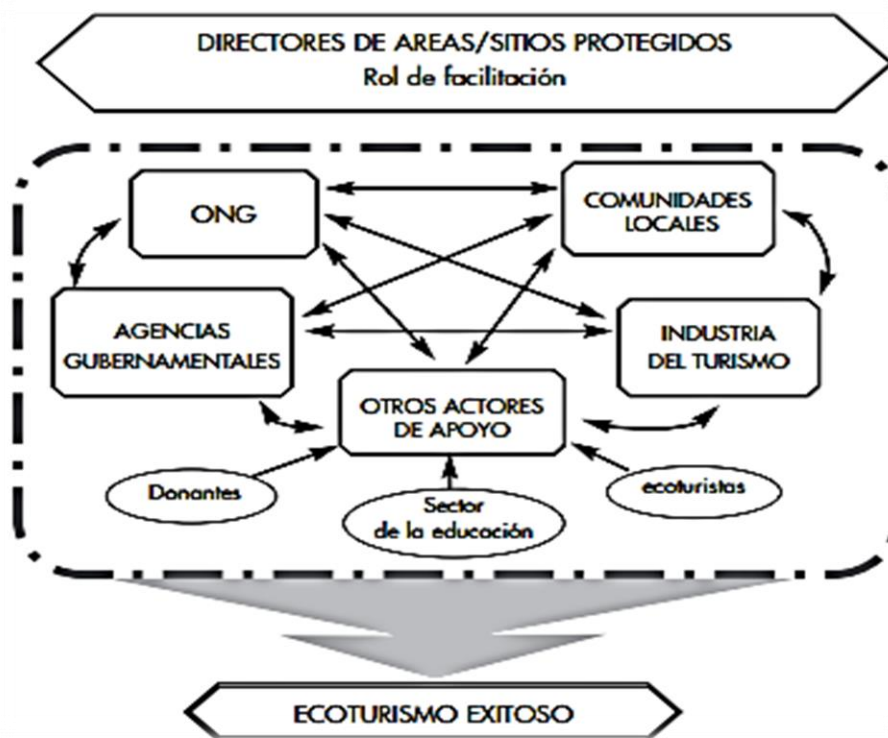 DIRECTORES DE AREAS/SITIOS PROTEGIDOS
Rol de facilitación
ONG
COMUNIDADES
LOCALES
AGENCIAS
GUBERNAMENTALES
INDUSTRIA
DEL TURISMO
OTROS ACTORES
DE APOYO
Donantes
Sector
de la educación
ecoturistas
ECOTURISMO EXITOSO